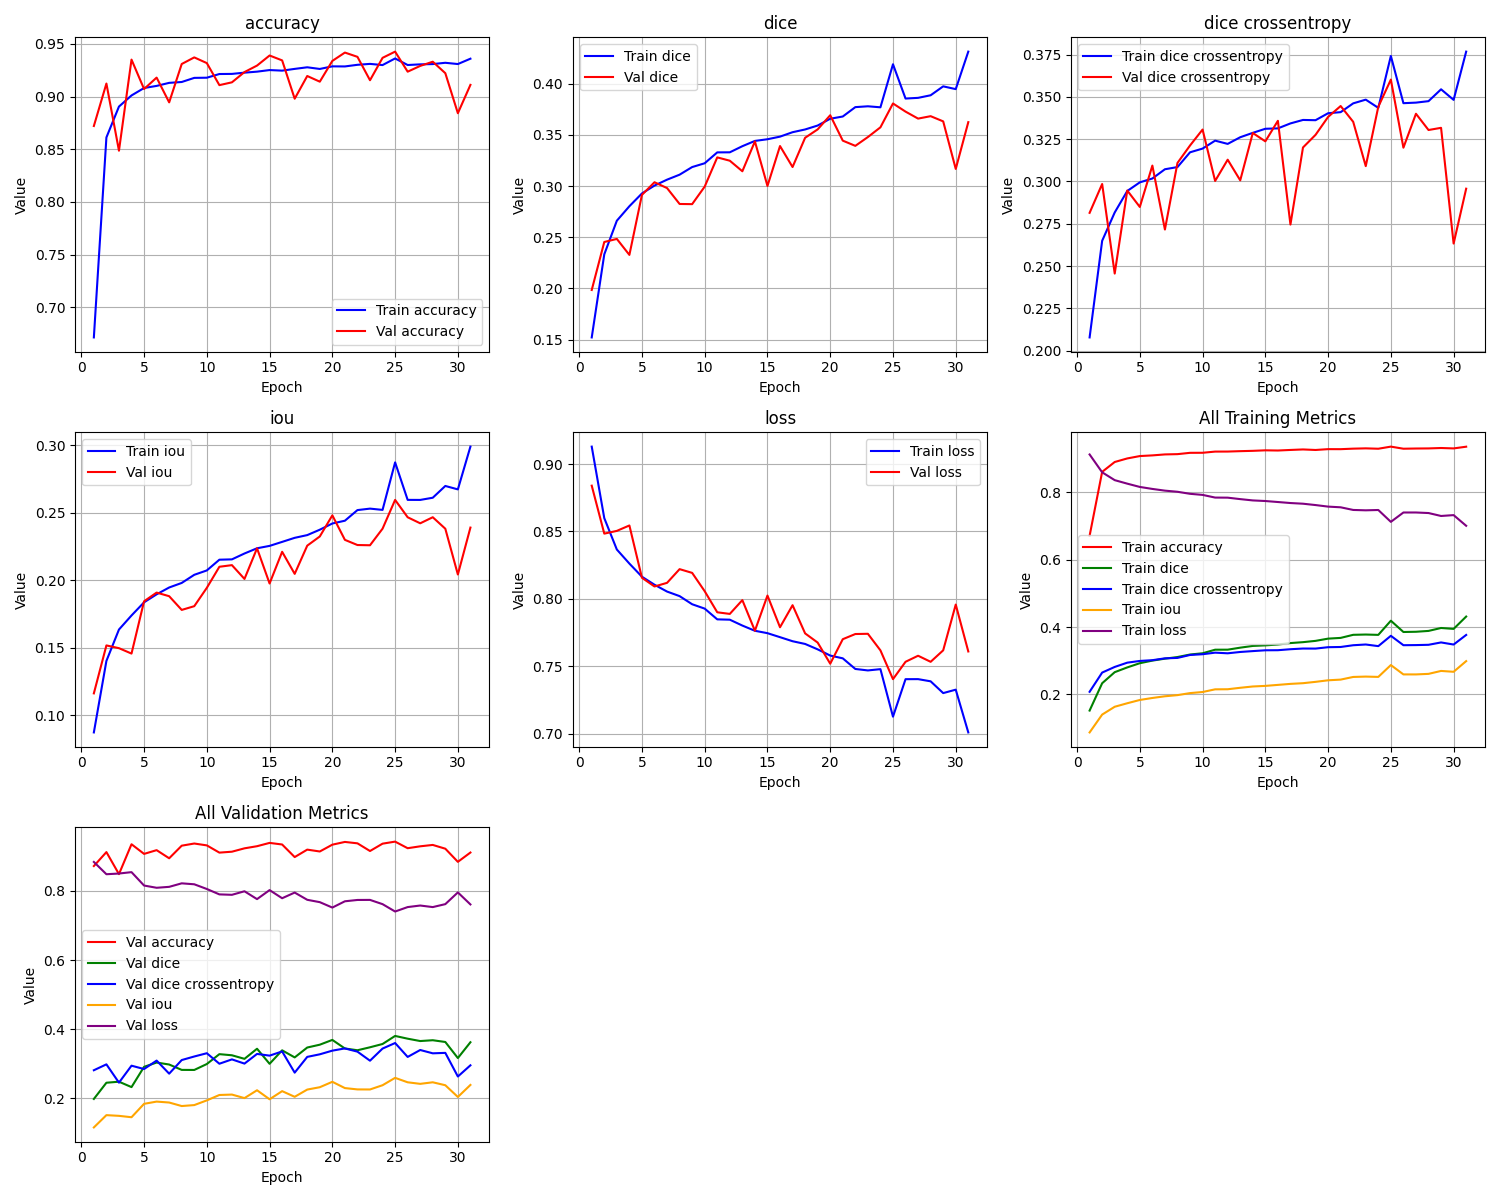 accuracy
0.95
0.90
0.85
0.80
0.75
0.70
Value
Train accuracy
Val accuracy
0 5 10 15 20 25 30
Epoch
dice
Train dice
Val dice
0.40
0.35
0.30
0.25
0.20
0.15
Value
0 5 10 15 20 25 30
Epoch
dice crossentropy
Train dice crossentropy
Val dice crossentropy
0.375
0.350
0.325
0.300
0.275
0.250
0.225
0.200
Value
0 5 10 15 20 25 30
Epoch
iou
Train iou
Val iou
0.30
0.25
0.20
0.15
0.10
Value
0 5 10 15 20 25 30
Epoch
loss
Train loss
Val loss
0.90
0.85
0.80
0.75
0.70
Value
0 5 10 15 20 25 30
Epoch
All Training Metrics
0.8
0.6
0.4
0.2
Value
Train accuracy
Train dice
Train dice crossentropy
Train iou
Train loss
0 5 10 15 20 25 30
Epoch
All Validation Metrics
0.8
0.6
0.4
0.2
Value
Val accuracy
Val dice
Val dice crossentropy
Val iou
Val loss
0 5 10 15 20 25 30
Epoch